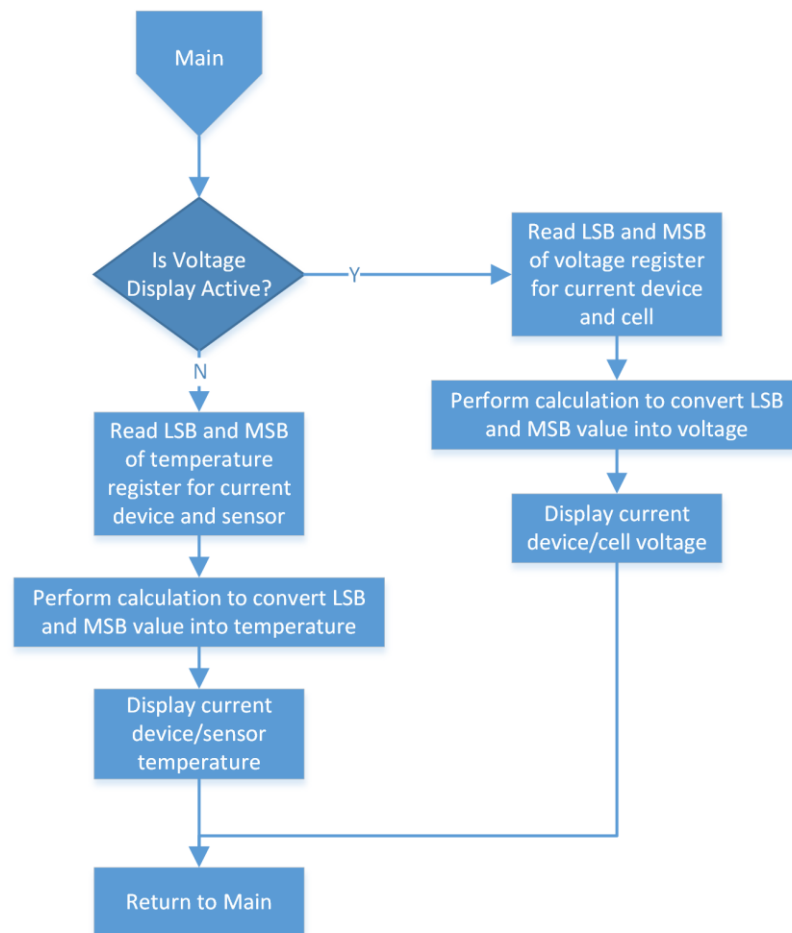 Main
Is Voltage
Display Active?
Y
Read LSB and MSB
of voltage register
for current device
and cell
Perform calculation to convert LSB
and MSB value into voltage
Display current
device/cell voltage
N
Read LSB and MSB
of temperature
register for current
device and sensor
Perform calculation to convert LSB
and MSB value into temperature
Display current
device/sensor
temperature
Return to Main